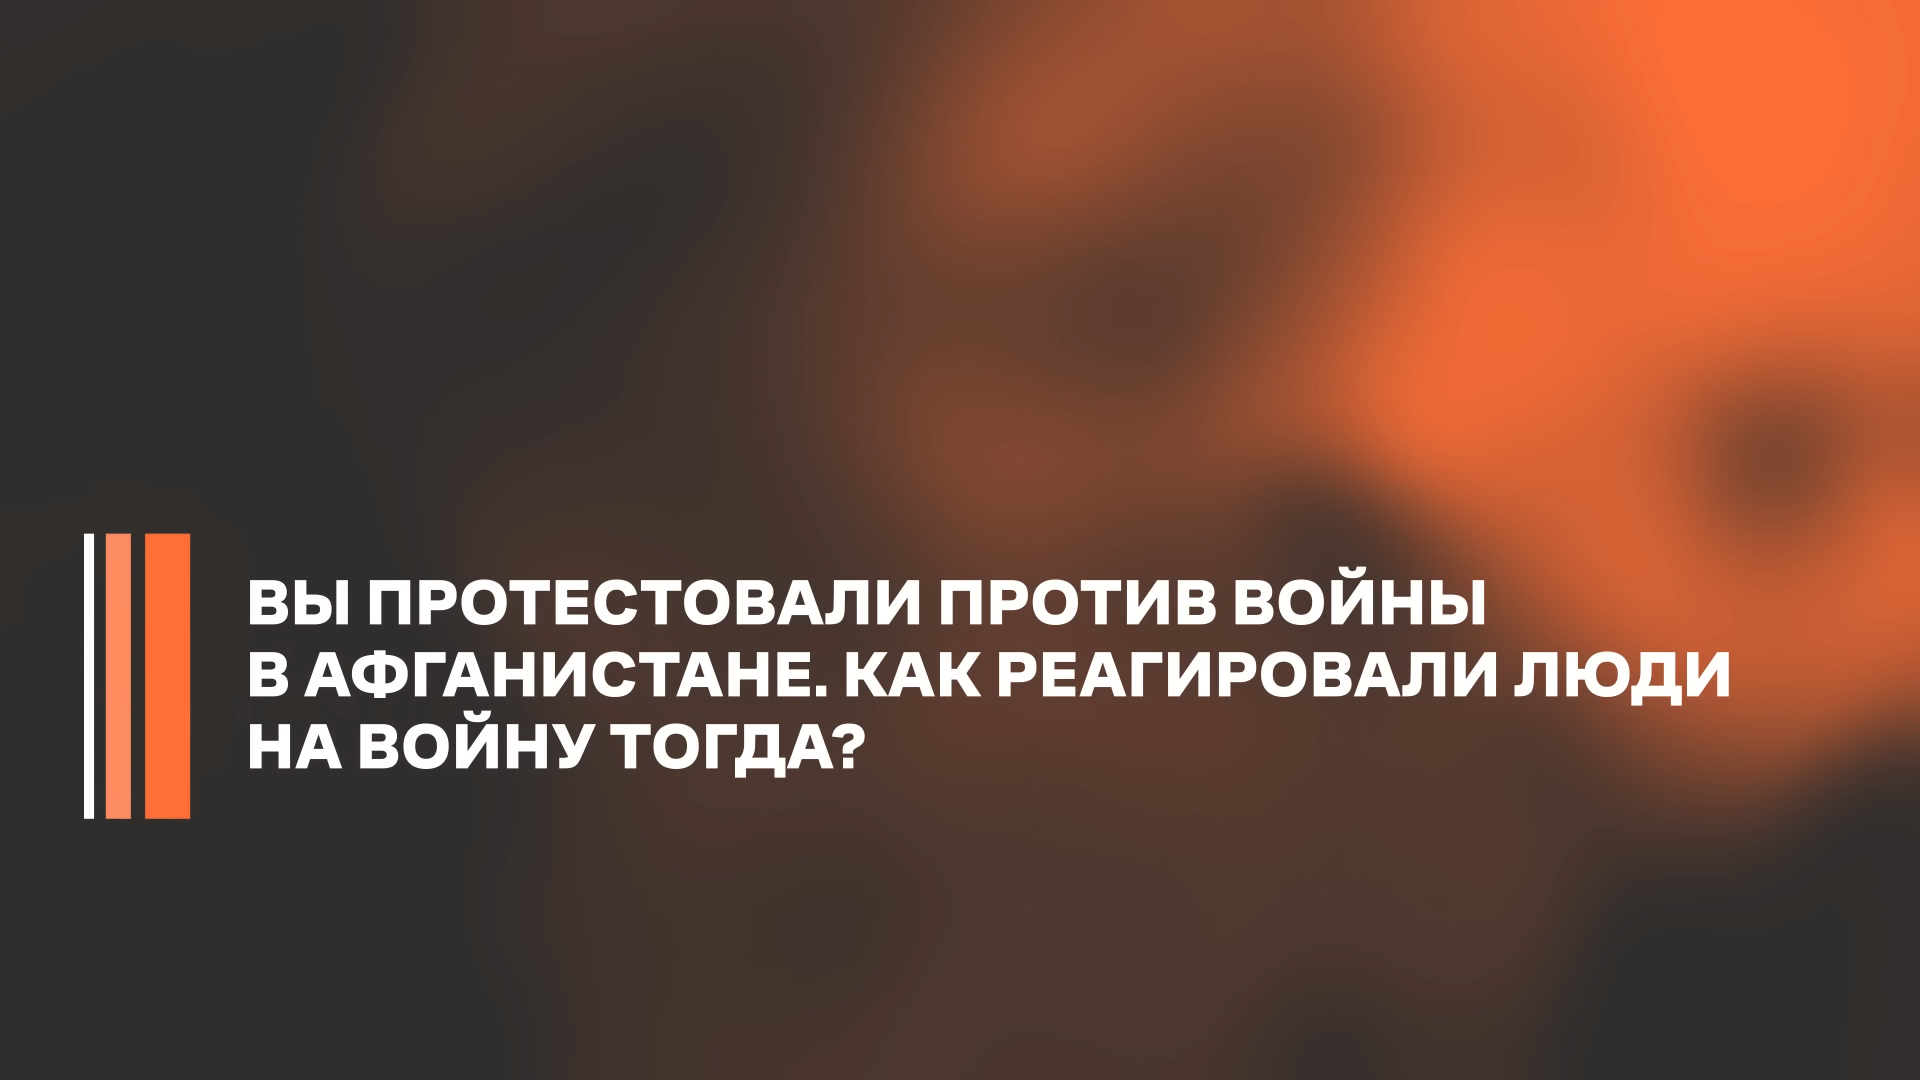 ВЫ ПРОТЕСТОВАЛИ ПРОТИВ ВОЙНЫ
В АФГАНИСТАНЕ. КАК РЕАГИРОВАЛИ ЛЮДИ
НА ВОЙНУ ТОГДА?